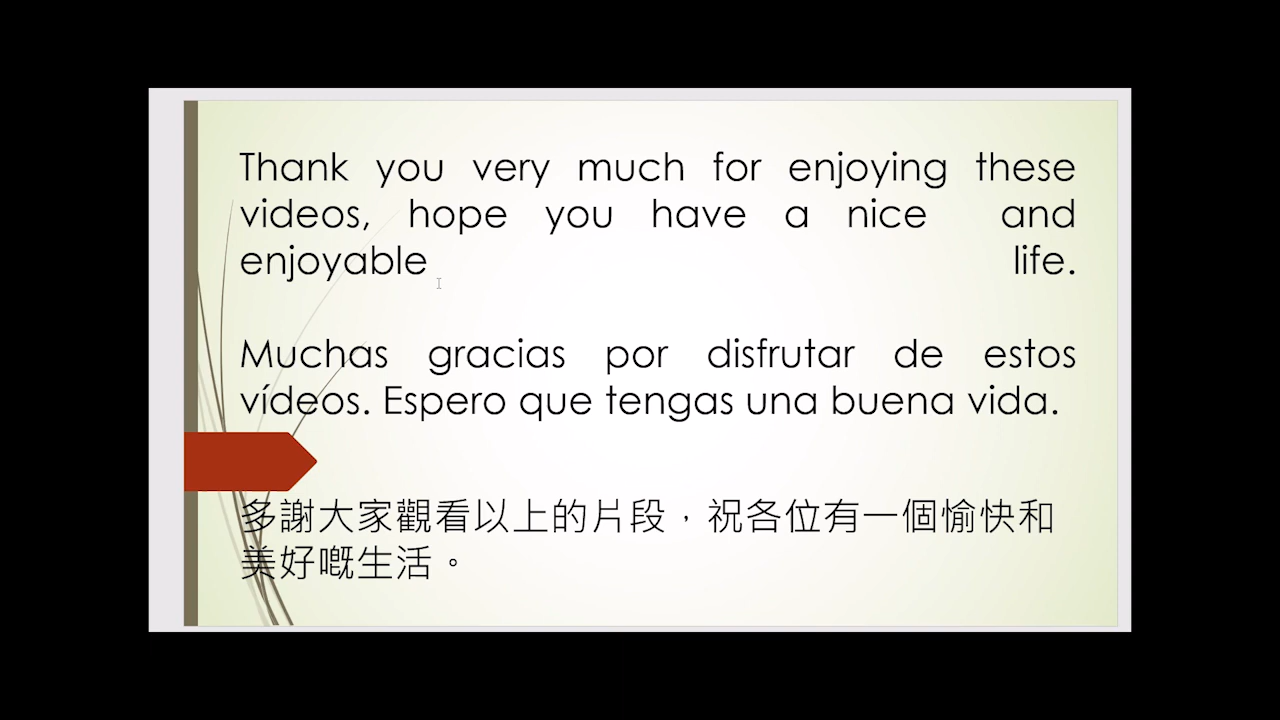 Thank you very much for enjoying these
videos, hope you have a nice and
enjoyable life.
Muchas gracias por disfrutar de estos
vídeos. Espero que tengas una buena vida.
多謝大家觀看以上的片段，祝各位有一個愉快和
美好嘅生活。